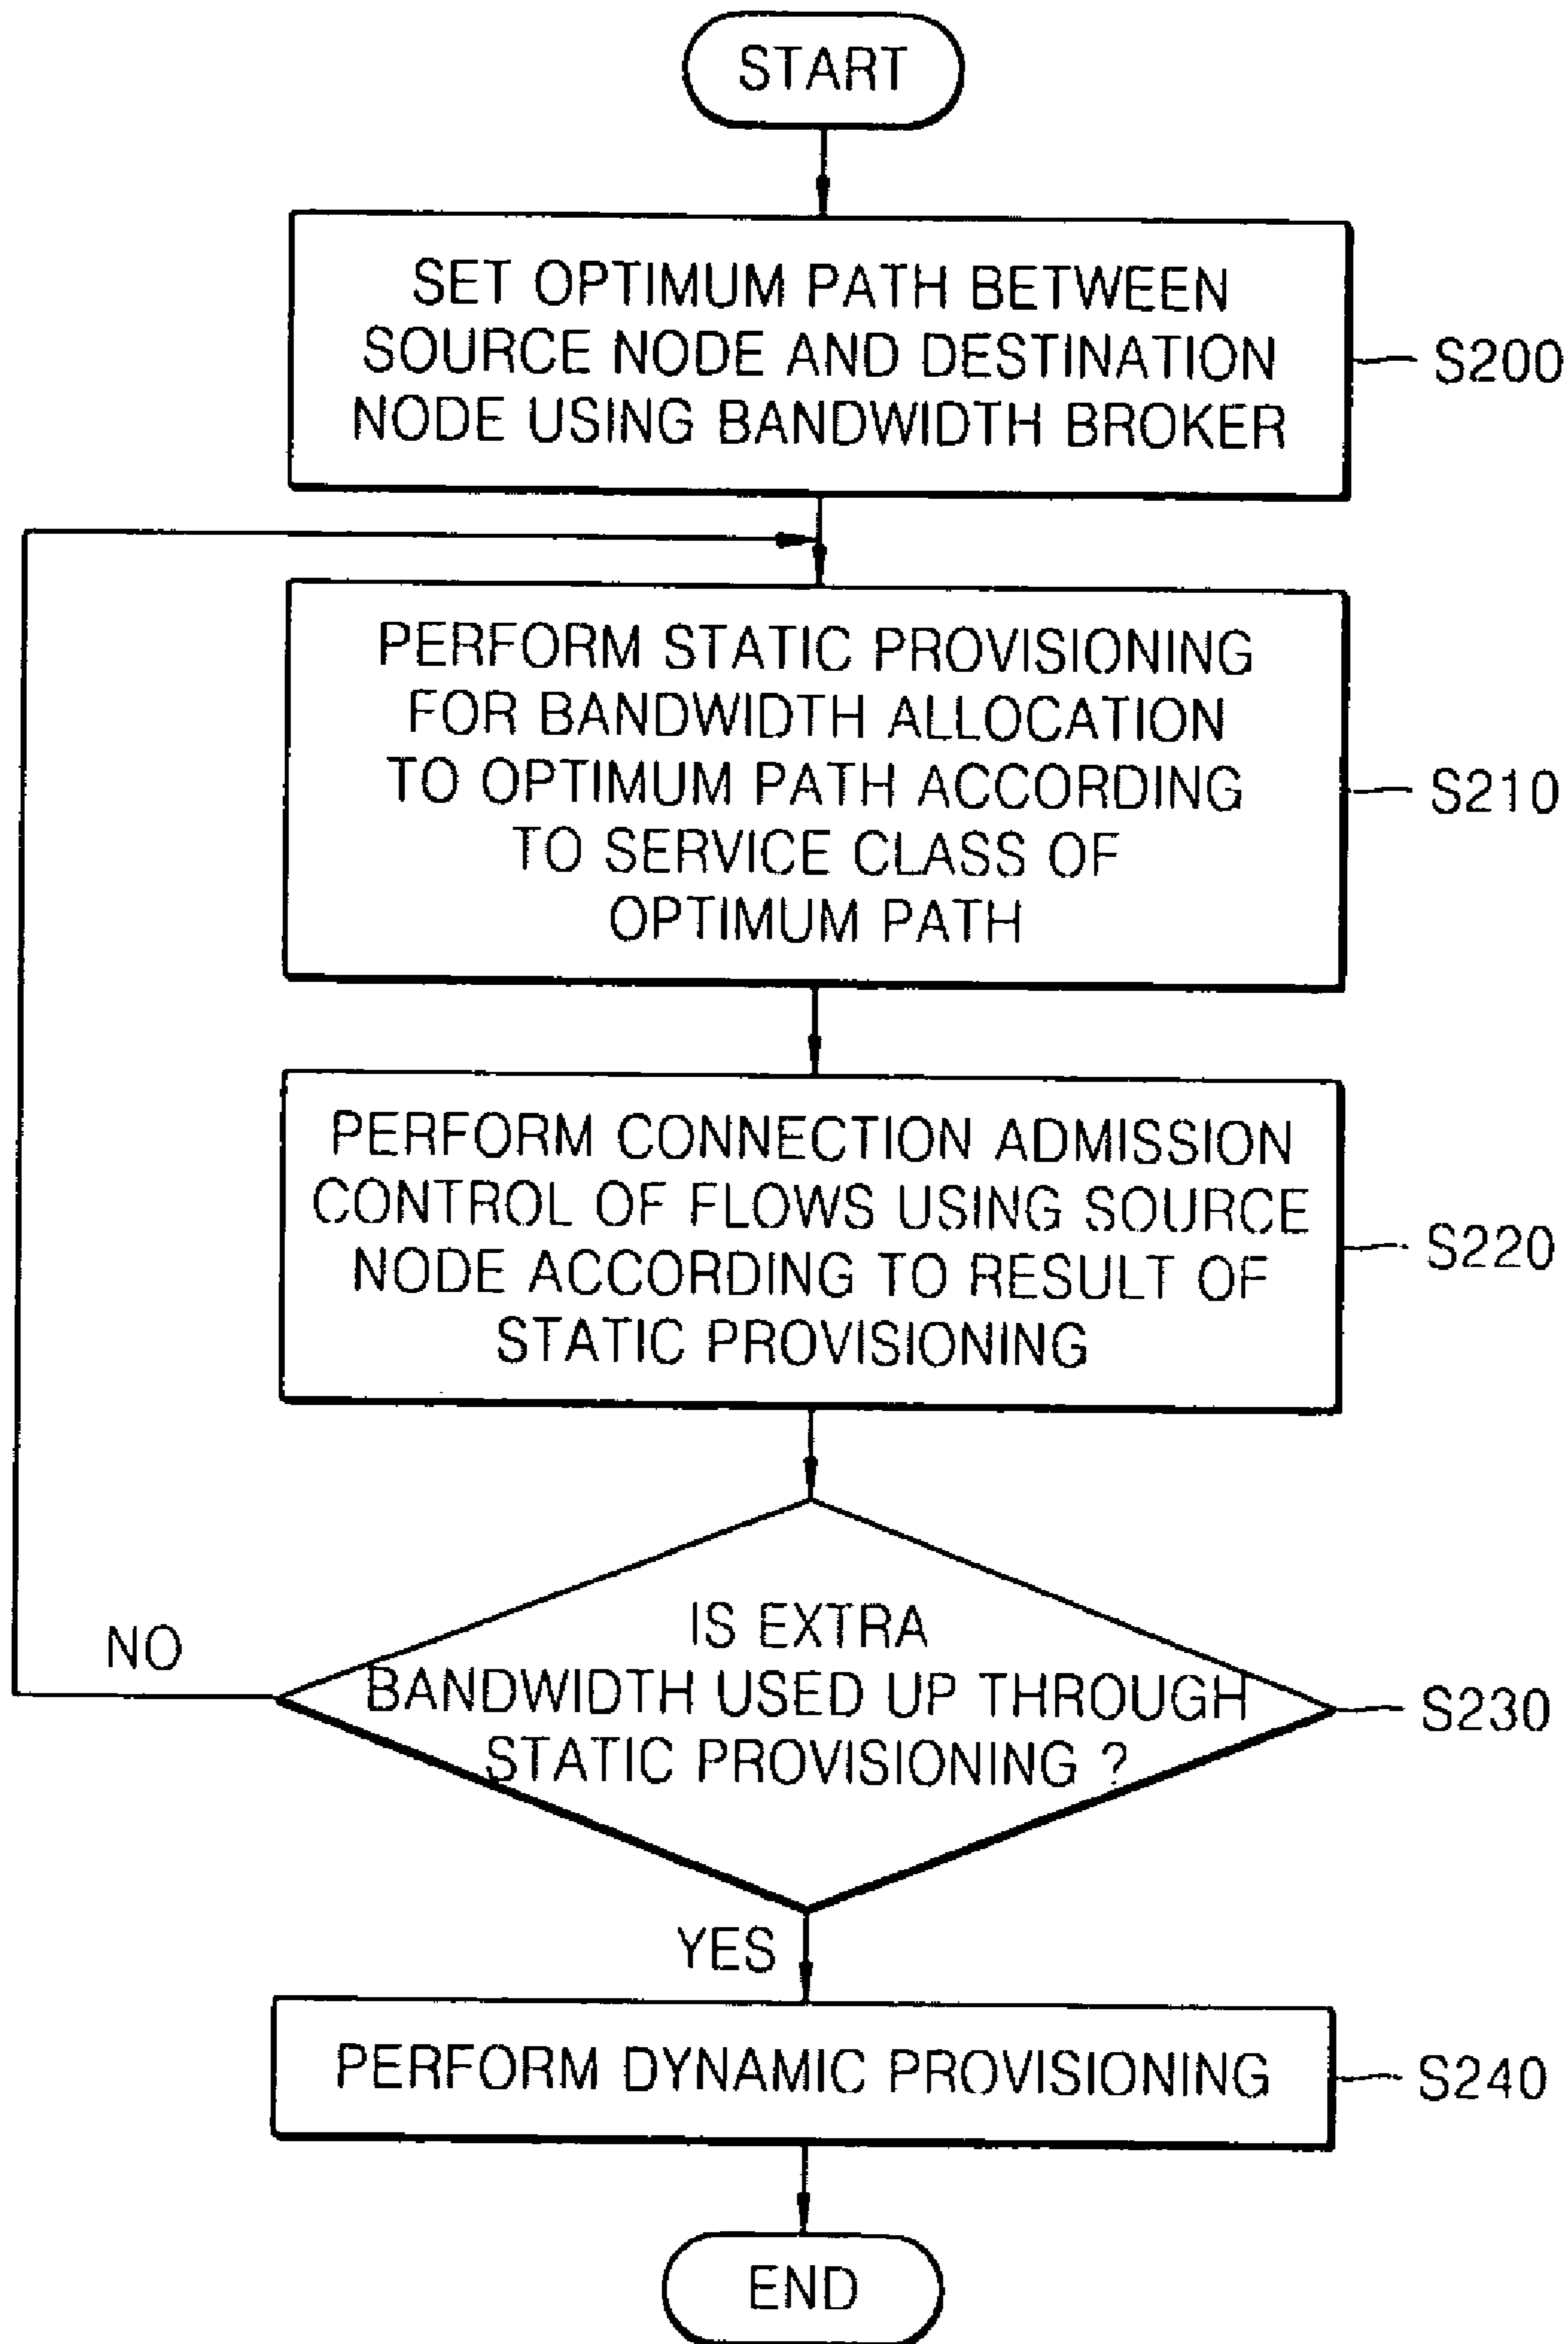 START
SET OPTIMUM PATH BETWEEN
SOURCE NODE AND DESTINATION
NODE USING BANDWIDTH BROKER
S200
PERFORM STATIC PROVISIONING
FOR BANDWIDTH ALLOCATION
TO OPTIMUM PATH ACCORDING
TO SERVICE CLASS OF
OPTIMUM PATH
S210
PERFORM CONNECTION ADMISSION
CONTROL OF FLOWS USING SOURCE
NODE ACCORDING TO RESULT OF
STATIC PROVISIONING
S220
IS EXTRA
BANDWIDTH USED UP THROUGH
STATIC PROVISIONING ?
S230
NO
YES
PERFORM DYNAMIC PROVISIONING
S240
END